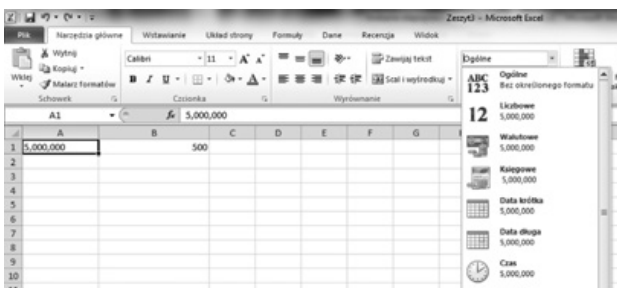 Zeszyt3 - Microsoft Excel
Plik Narzędzia główne Wstawianie Układ strony Formuły Dane Recenzja Widok
Wklej
Wytnij
Kopiuj
Malarz formatów
Schowek
Calibri 11 A A
B I U A
Czcionka
Zawijaj tekst
Scal i wyśrodkuj
Wyrównanie
Ogólne
A1 fx 5,000,000
A B C D E F G
1 5,000,000 500
2
3
4
5
6
7
8
9
10
ABC
123
Ogólne
Bez określonego formatu
12
Liczbowe
5,000,000
Walutowe
5,000,000
Księgowe
5,000,000
Data krótka
5,000,000
Data długa
5,000,000
Czas
5,000,000